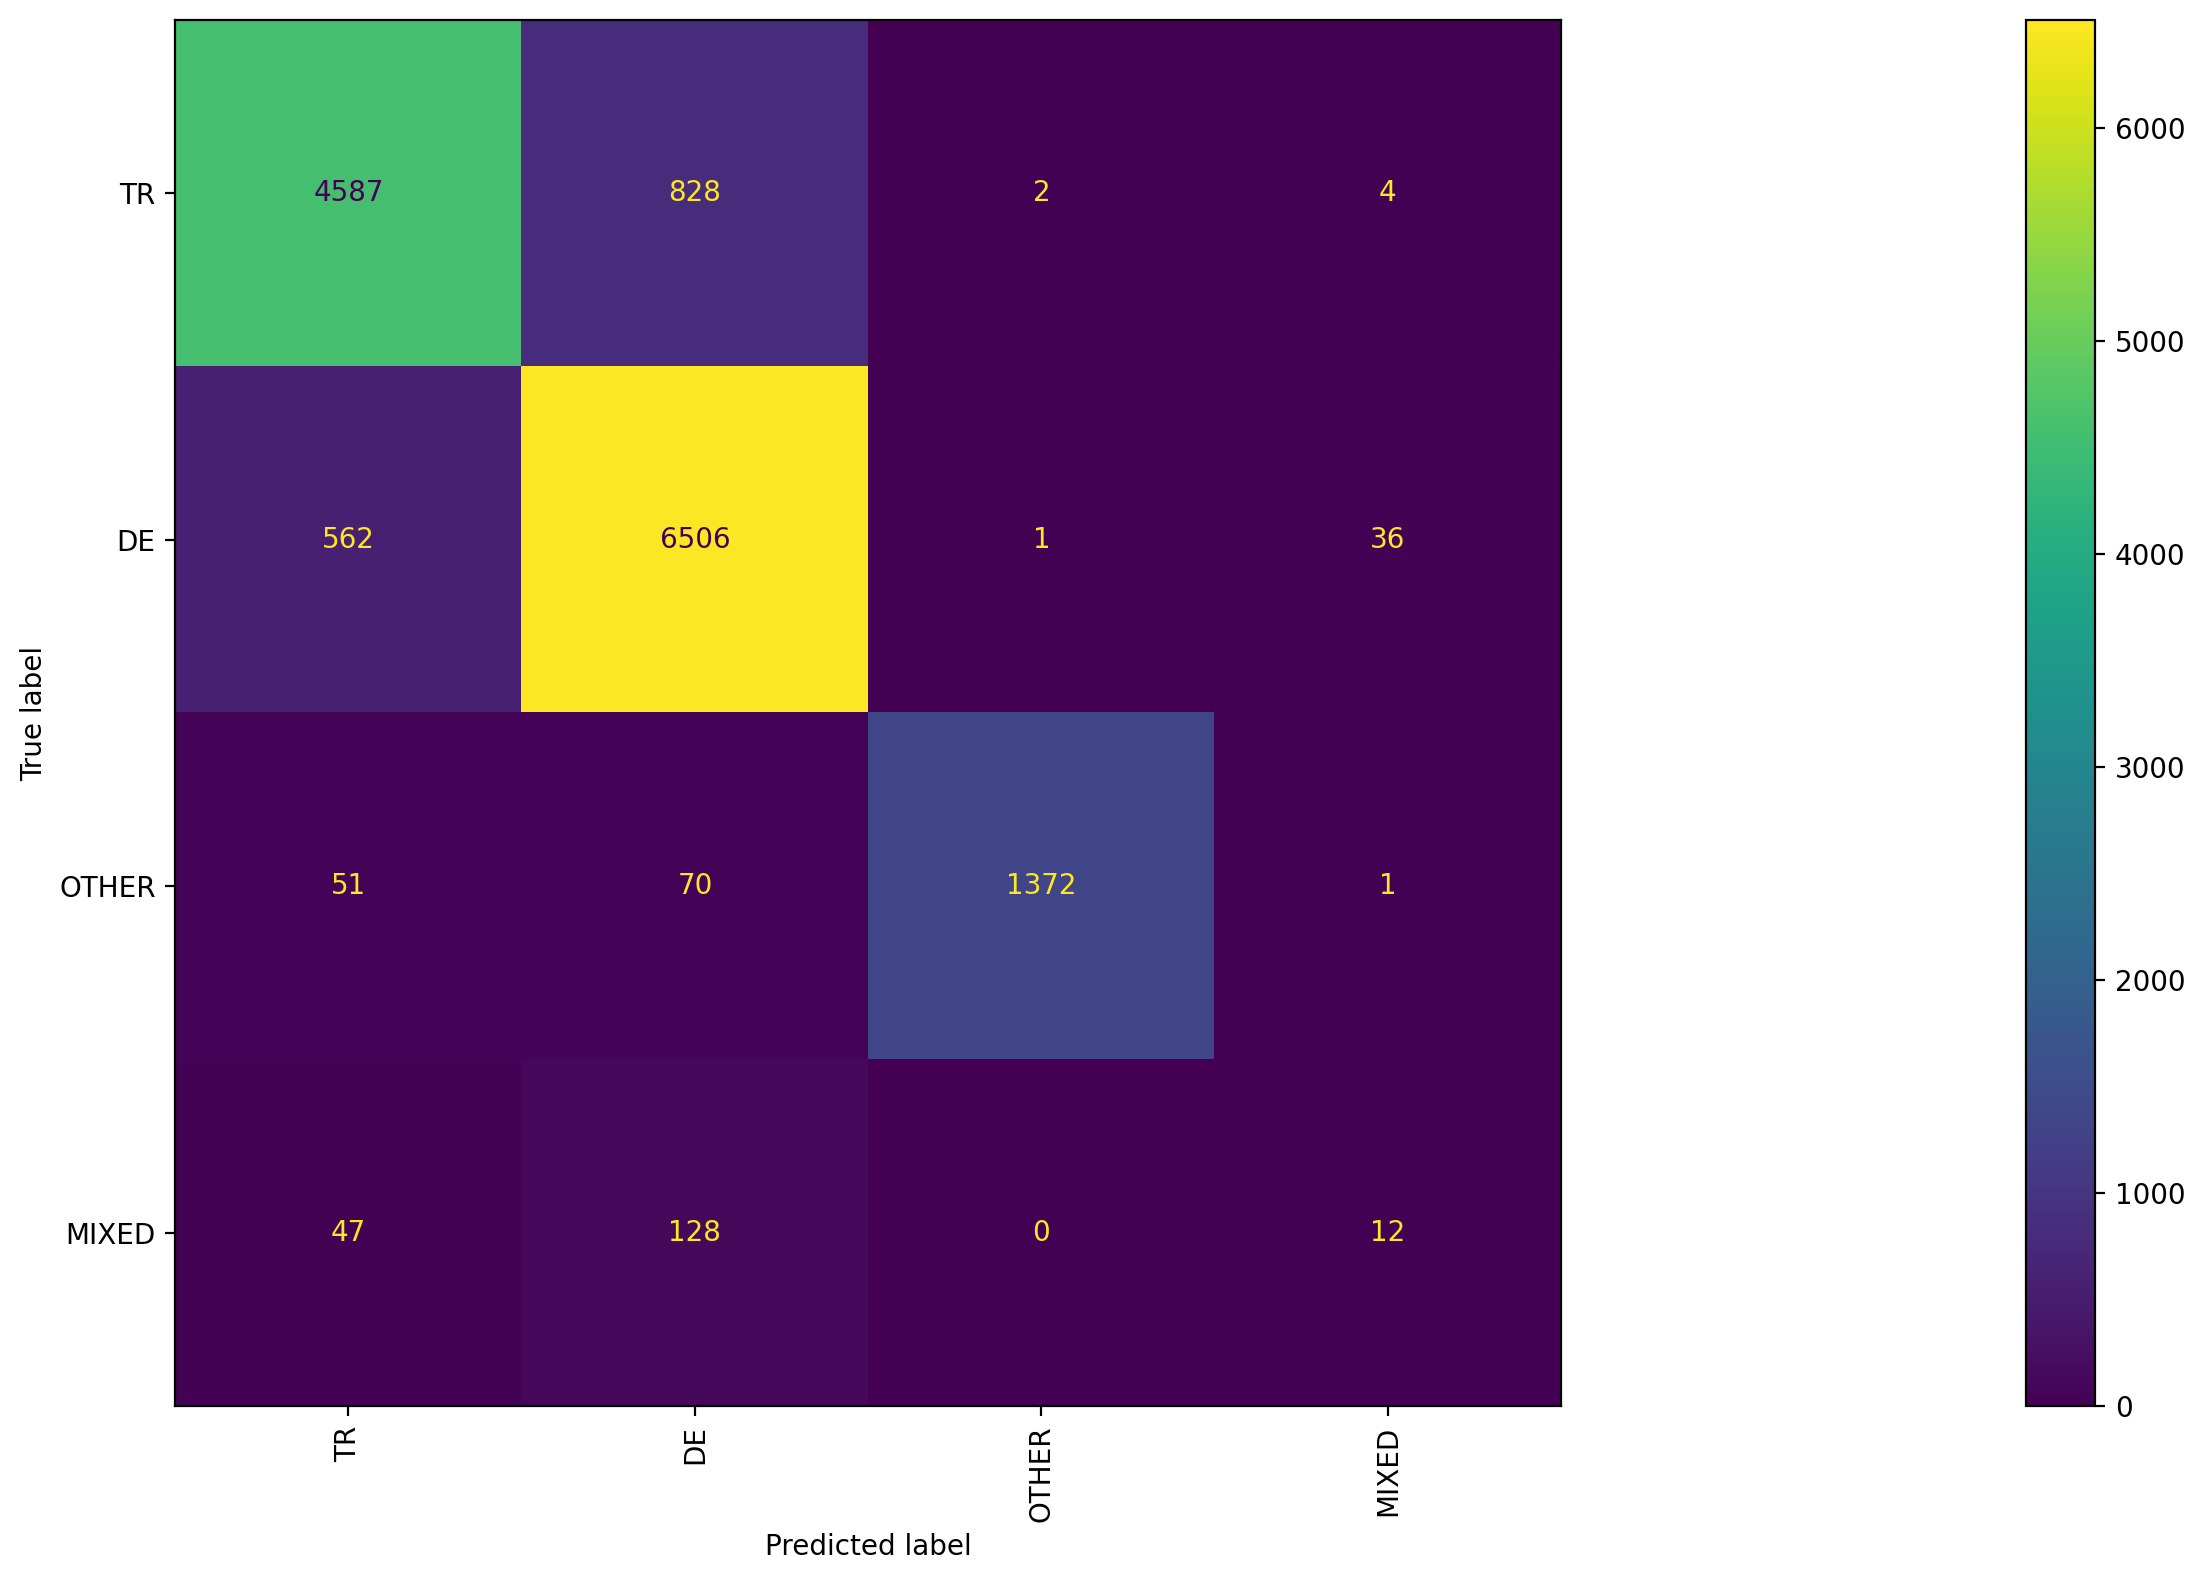 TR 4587 828 2 4
DE 562 6506 1 36
OTHER 51 70 1372 1
MIXED 47 128 0 12
TR DE OTHER MIXED
Predicted label
True label
6000
5000
4000
3000
2000
1000
0